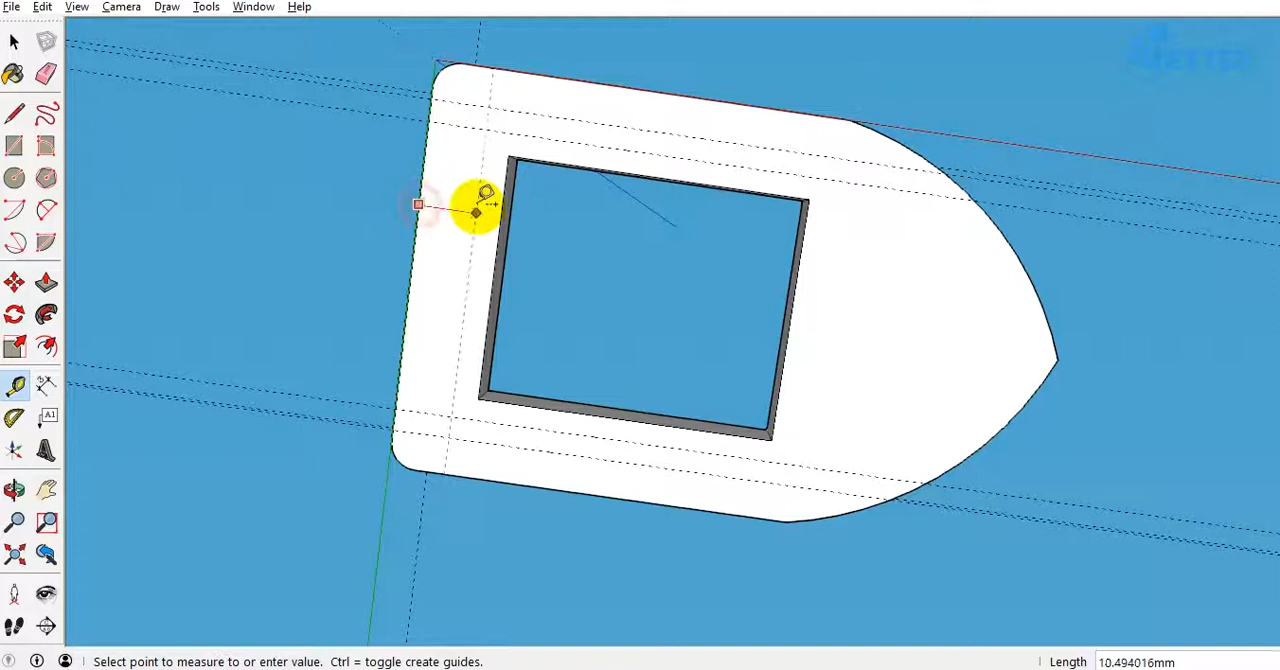 File Edit View Camera Draw Tools Window Help
A1
Select point to measure to or enter value. Ctrl = toggle create guides. Length 10.494016mm